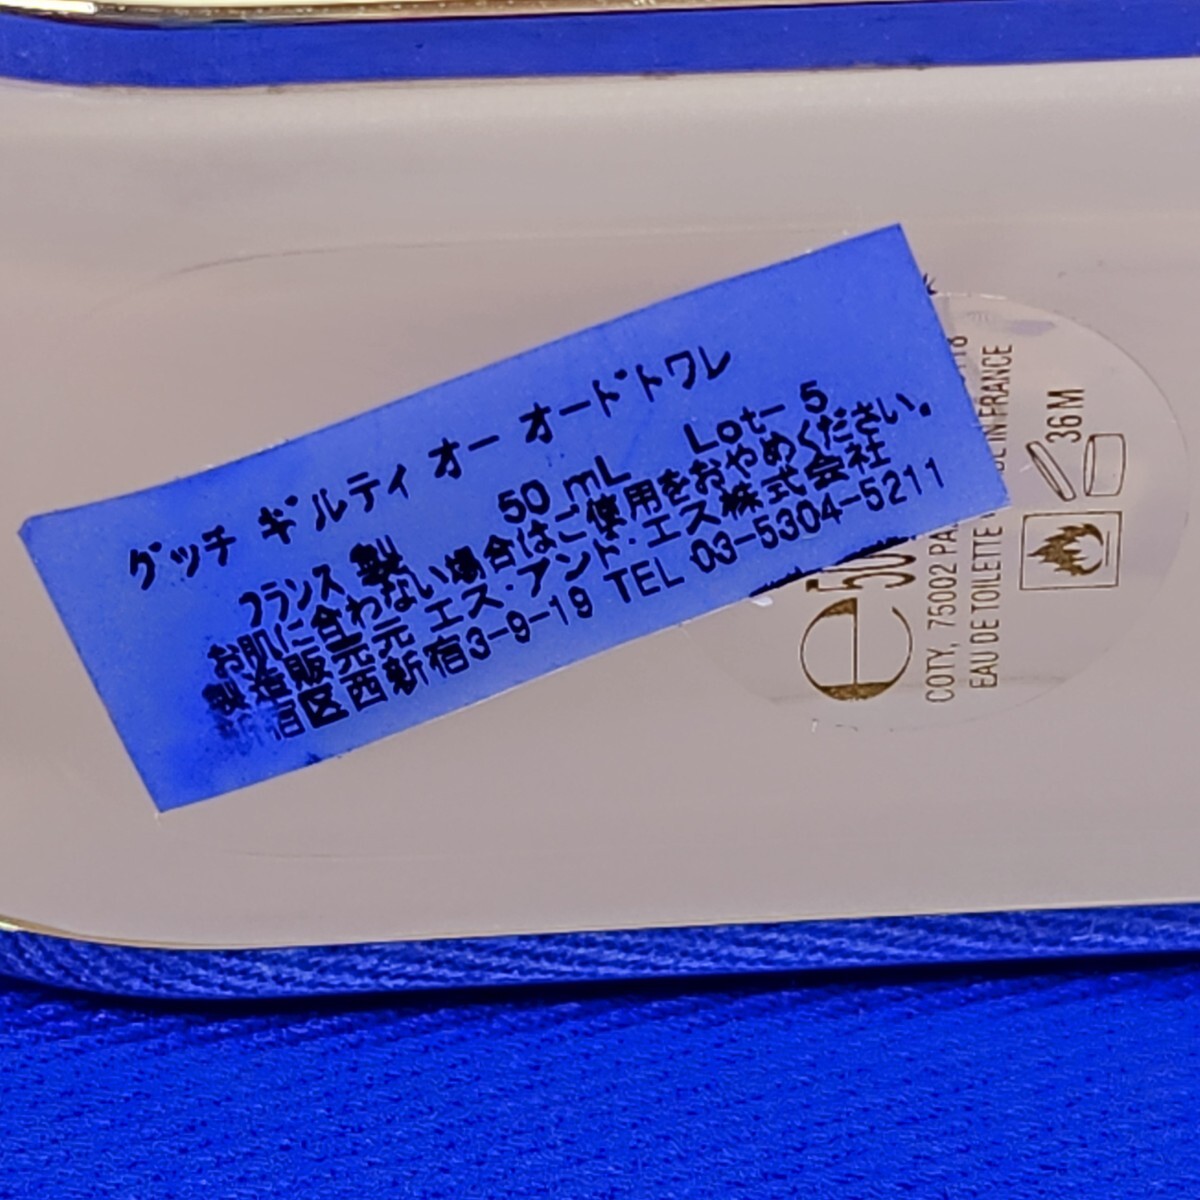 グッチ ギルティ オー オードトワレ
50 mL Lot- 5
フランス 製
お肌に合わない場合はご使用をおやめください。
製造販売元 エス・アンド・エス株式会社
新宿区西新宿3-9-19 TEL 03-5304-5211
e50
COTY, 75002
EAU DE TOILETTE
IN FRANCE
36M